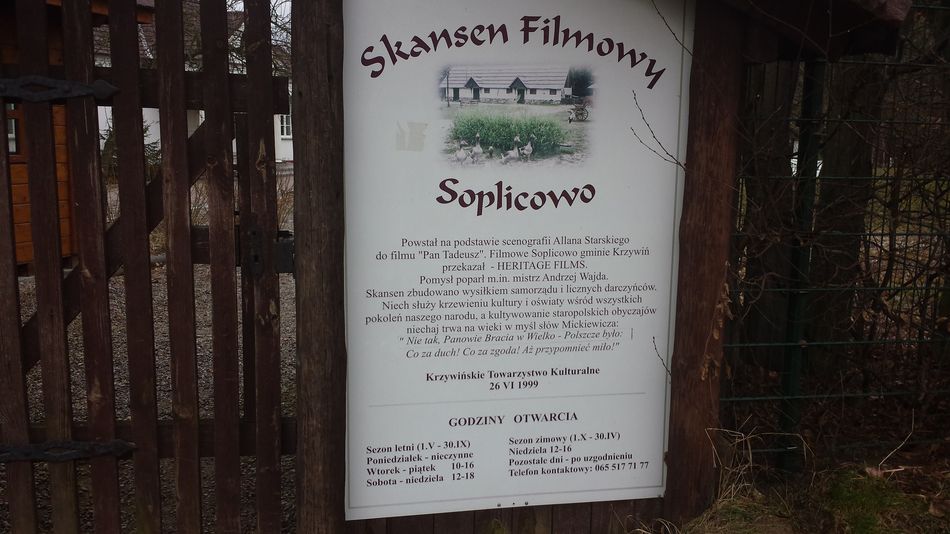 Skansen Filmowy
Soplicowo
Powstał na podstawie scenografii Allana Starskiego
do filmu "Pan Tadeusz". Filmowe Soplicowo gminie Krzywiń
przekazał - HERITAGE FILMS.
Pomysł poparł m.in. mistrz Andrzej Wajda.
Skansen zbudowano wysiłkiem samorządu i licznych darczyńców.
Niech służy krzewieniu kultury i oświaty wśród wszystkich
pokoleń naszego narodu, a kultywowanie staropolskich obyczajów
niechaj trwa na wieki w myśl słów Mickiewicza:
" Nie tak, Panowie Bracia w Wielko - Polszcze było:
Co za duch! Co za zgoda! Aż przypomnieć miło!"
Krzywińskie Towarzystwo Kulturalne
26 VI 1999
GODZINY OTWARCIA
Sezon letni (1.V - 30.IX)
Poniedziałek - nieczynne
Wtorek - piątek 10-16
Sobota - niedziela 12-18
Sezon zimowy (1.X - 30.IV)
Niedziela 12-16
Pozostałe dni - po uzgodnieniu
Telefon kontaktowy: 065 517 71 77